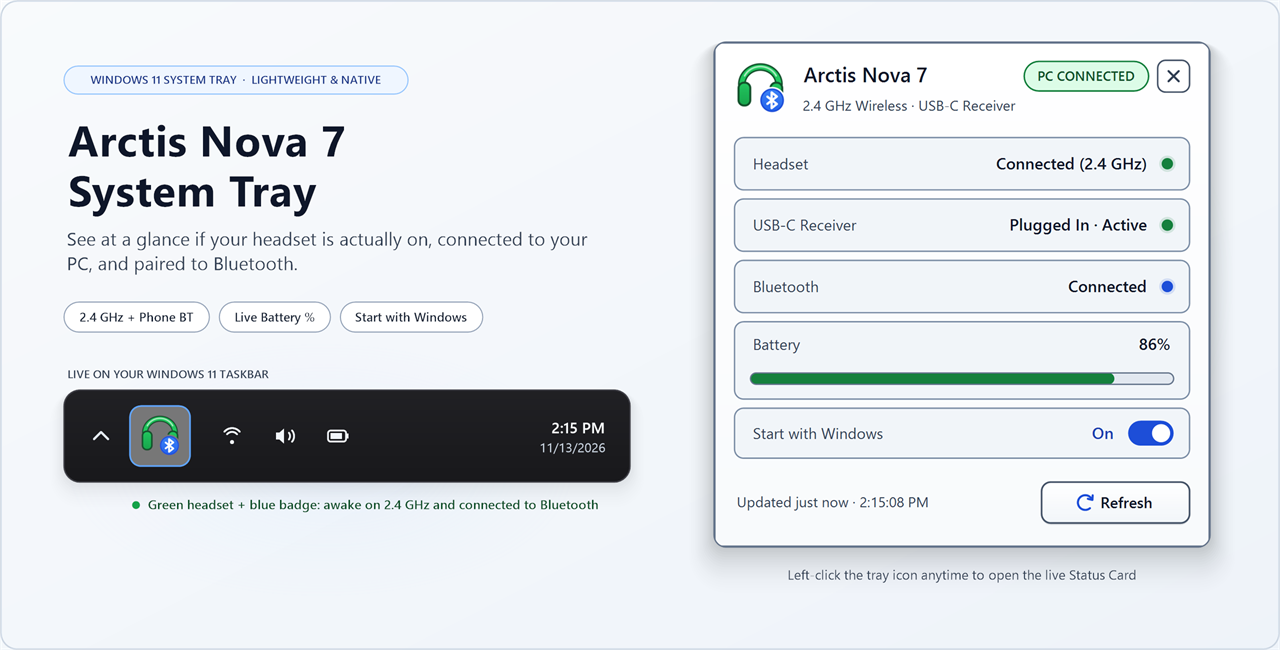 WINDOWS 11 SYSTEM TRAY · LIGHTWEIGHT & NATIVE
Arctis Nova 7
System Tray
See at a glance if your headset is actually on, connected to your
PC, and paired to Bluetooth.
2.4 GHz + Phone BT
Live Battery %
Start with Windows
LIVE ON YOUR WINDOWS 11 TASKBAR
2:15 PM
11/13/2026
Green headset + blue badge: awake on 2.4 GHz and connected to Bluetooth
Arctis Nova 7
PC CONNECTED
2.4 GHz Wireless · USB-C Receiver
Headset
Connected (2.4 GHz)
USB-C Receiver
Plugged In · Active
Bluetooth
Connected
Battery
86%
Start with Windows
On
Updated just now · 2:15:08 PM
Refresh
Left-click the tray icon anytime to open the live Status Card